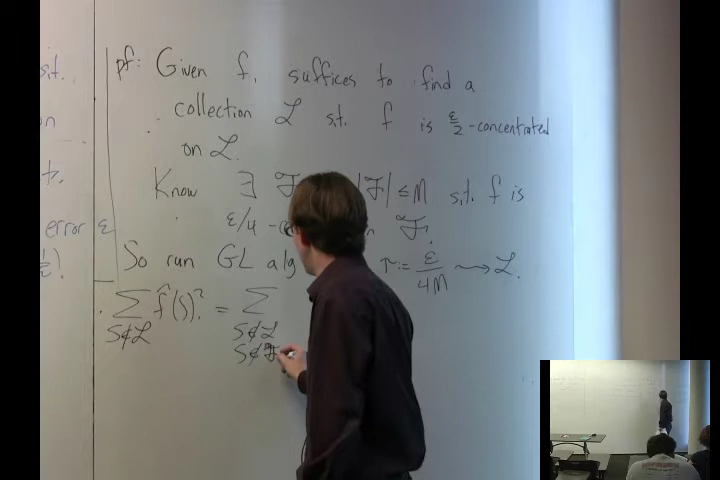 pf: Given f, suffices to find a
collection ℒ s.t. f is ε/2-concentrated
on ℒ.
Know ∃ ℱ |ℱ| ≤ M s.t. f is
ε/4 - ℱ.
So run GL alg τ = ε/4M ⇝ ℒ.
∑ f̂(S)² = ∑
S∉ℒ S∉ℒ
S∉ℱ
error ε